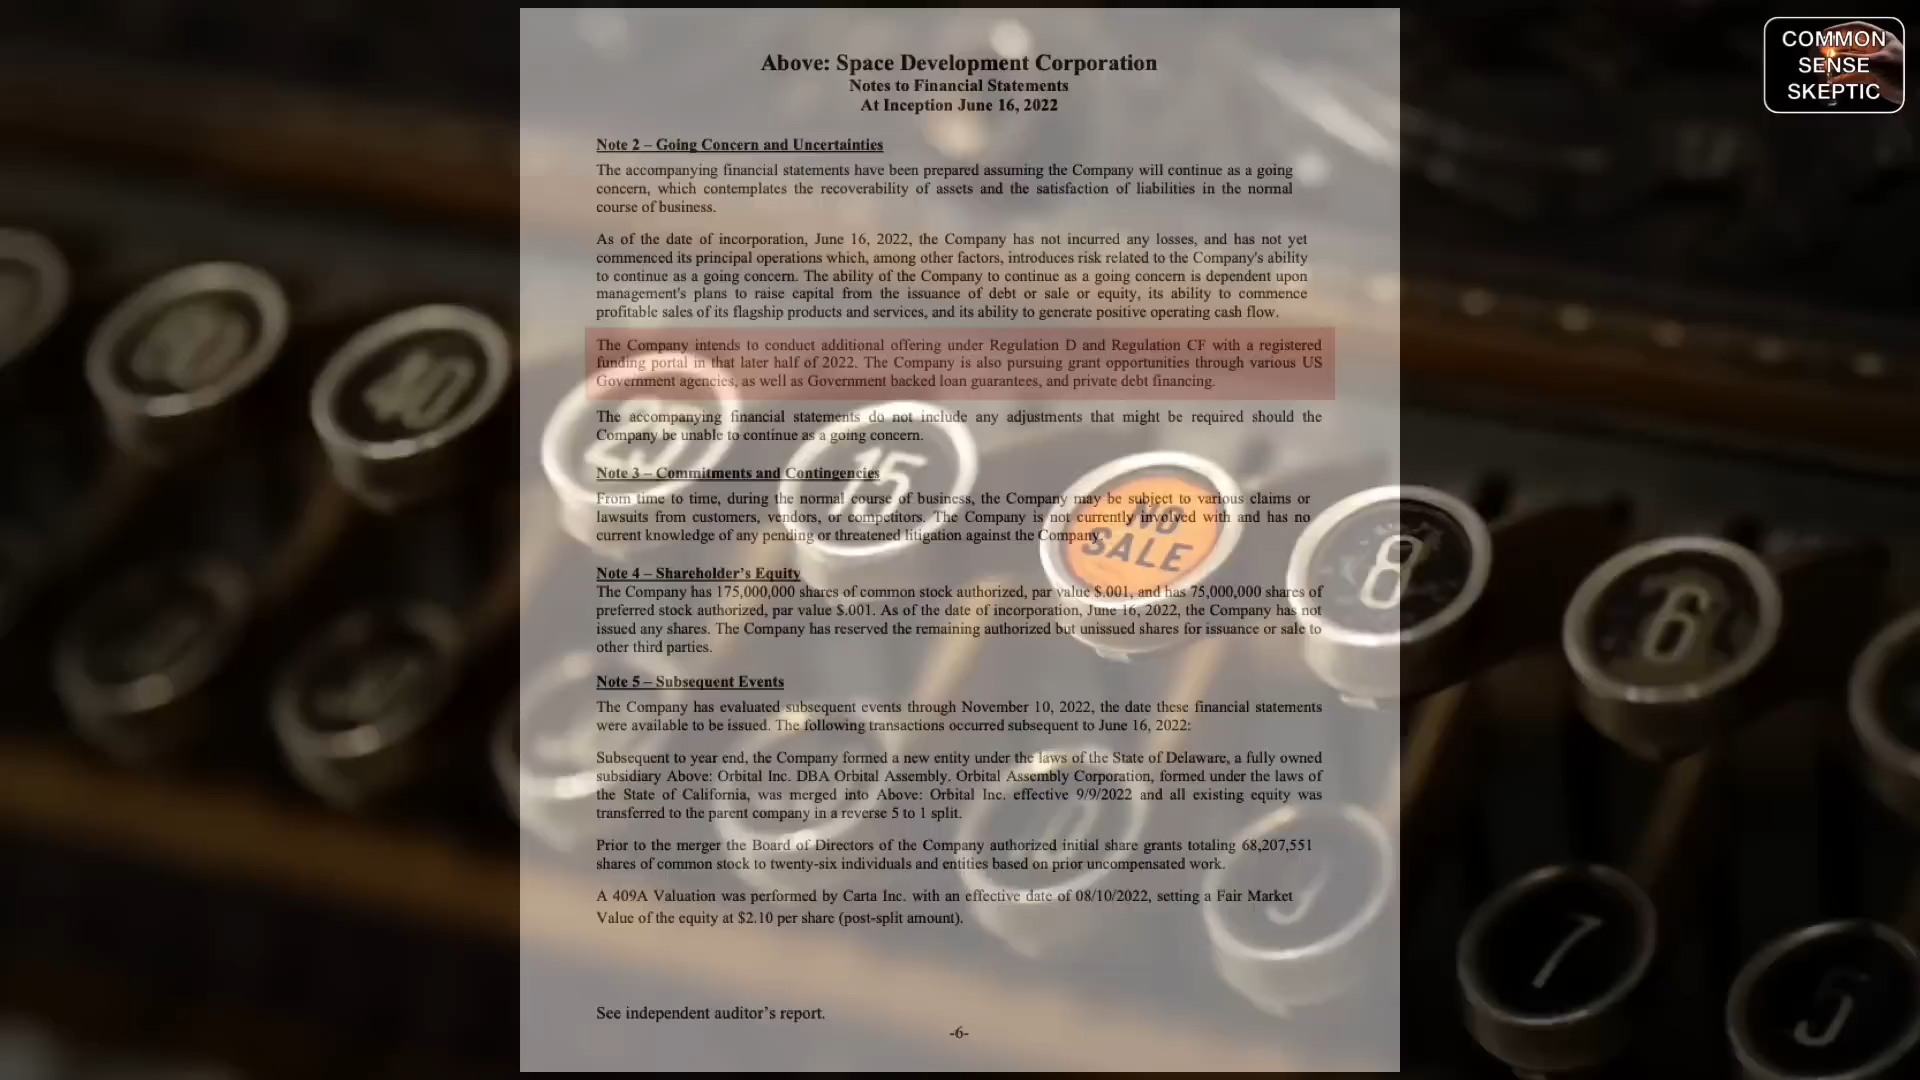 COMMON
SENSE
SKEPTIC
Above: Space Development Corporation
Notes to Financial Statements
At Inception June 16, 2022
Note 2 – Going Concern and Uncertainties
The accompanying financial statements have been prepared assuming the Company will continue as a going
concern, which contemplates the recoverability of assets and the satisfaction of liabilities in the normal
course of business.
As of the date of incorporation, June 16, 2022, the Company has not incurred any losses, and has not yet
commenced its principal operations which, among other factors, introduces risk related to the Company's ability
to continue as a going concern. The ability of the Company to continue as a going concern is dependent upon
management's plans to raise capital from the issuance of debt or sale or equity, its ability to commence
profitable sales of its flagship products and services, and its ability to generate positive operating cash flow.
The Company intends to conduct additional offering under Regulation D and Regulation CF with a registered
funding portal in that later half of 2022. The Company is also pursuing grant opportunities through various US
Government agencies, as well as Government backed loan guarantees, and private debt financing.
The accompanying financial statements do not include any adjustments that might be required should the
Company be unable to continue as a going concern.
Note 3 – Commitments and Contingencies
From time to time, during the normal course of business, the Company may be subject to various claims or
lawsuits from customers, vendors, or competitors. The Company is not currently involved with and has no
current knowledge of any pending or threatened litigation against the Company.
Note 4 – Shareholder's Equity
The Company has 175,000,000 shares of common stock authorized, par value $.001, and has 75,000,000 shares of
preferred stock authorized, par value $.001. As of the date of incorporation, June 16, 2022, the Company has not
issued any shares. The Company has reserved the remaining authorized but unissued shares for issuance or sale to
other third parties.
Note 5 – Subsequent Events
The Company has evaluated subsequent events through November 10, 2022, the date these financial statements
were available to be issued. The following transactions occurred subsequent to June 16, 2022:
Subsequent to year end, the Company formed a new entity under the laws of the State of Delaware, a fully owned
subsidiary Above: Orbital Inc. DBA Orbital Assembly. Orbital Assembly Corporation, formed under the laws of
the State of California, was merged into Above: Orbital Inc. effective 9/9/2022 and all existing equity was
transferred to the parent company in a reverse 5 to 1 split.
Prior to the merger the Board of Directors of the Company authorized initial share grants totaling 68,207,551
shares of common stock to twenty-six individuals and entities based on prior uncompensated work.
A 409A Valuation was performed by Carta Inc. with an effective date of 08/10/2022, setting a Fair Market
Value of the equity at $2.10 per share (post-split amount).
See independent auditor's report.
-6-
40
15
NO
SALE
8
6
7
5